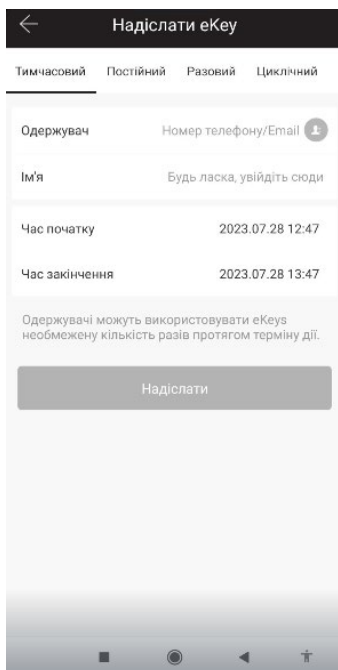 Надіслати eKey
Тимчасовий Постійний Разовий Циклічний
Одержувач Номер телефону/Email
Ім'я Будь ласка, увійдіть сюди
Час початку 2023.07.28 12:47
Час закінчення 2023.07.28 13:47
Одержувачі можуть використовувати eKeys
необмежену кількість разів протягом терміну дії.
Надіслати